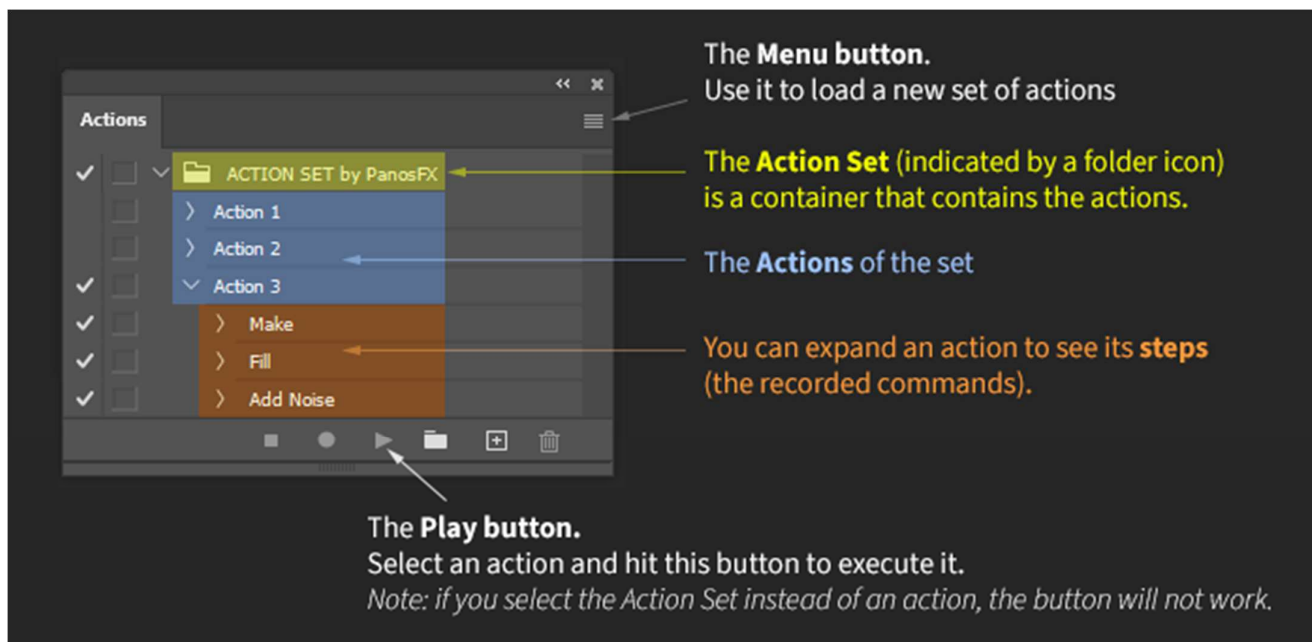 The Menu button.
Use it to load a new set of actions
Actions
ACTION SET by PanosFX
The Action Set (indicated by a folder icon)
is a container that contains the actions.
Action 1
Action 2
The Actions of the set
Action 3
Make
Fill
You can expand an action to see its steps
(the recorded commands).
Add Noise
The Play button.
Select an action and hit this button to execute it.
Note: if you select the Action Set instead of an action, the button will not work.